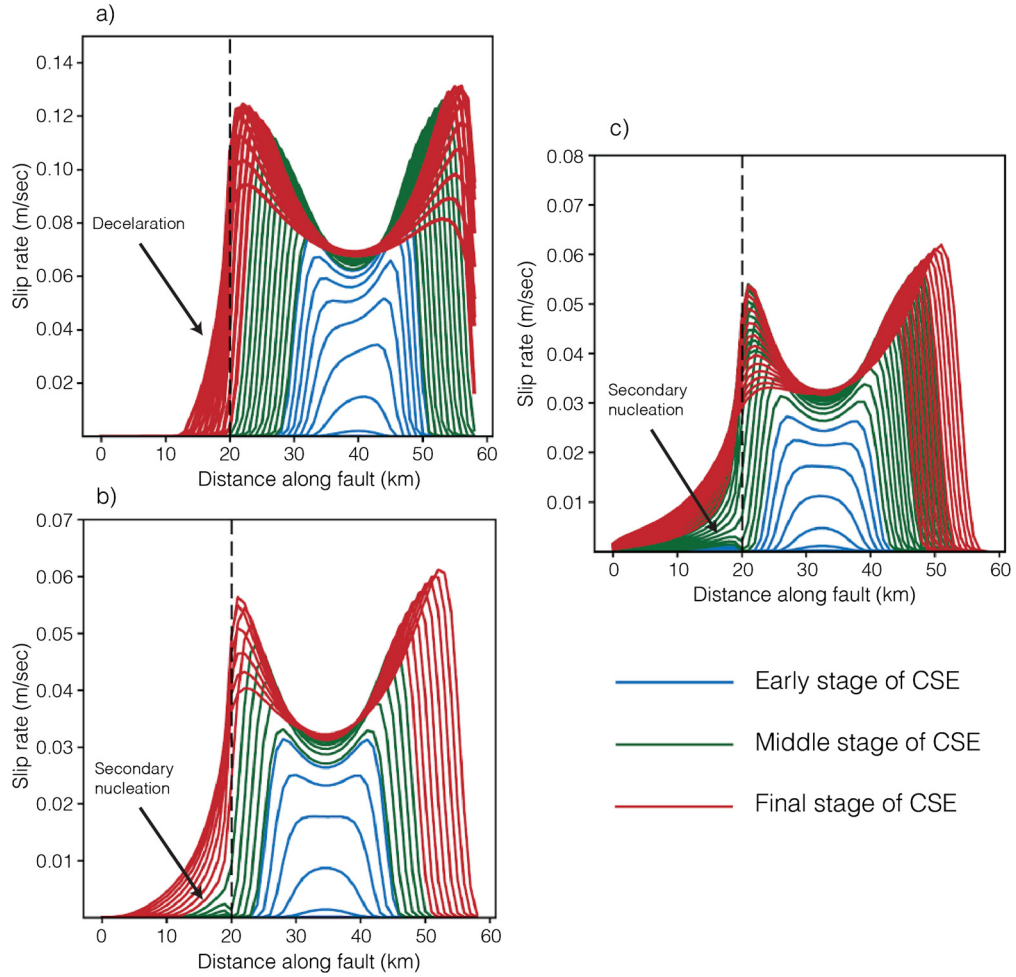 a)
0.14
0.12
0.10
0.08
0.06
0.04
0.02
Slip rate (m/sec)
Decelaration
0 10 20 30 40 50 60
Distance along fault (km)
b)
0.07
0.06
0.05
0.04
0.03
0.02
0.01
Slip rate (m/sec)
Secondary
nucleation
0 10 20 30 40 50 60
Distance along fault (km)
c)
0.08
0.07
0.06
0.05
0.04
0.03
0.02
0.01
Slip rate (m/sec)
Secondary
nucleation
0 10 20 30 40 50 60
Distance along fault (km)
Early stage of CSE
Middle stage of CSE
Final stage of CSE